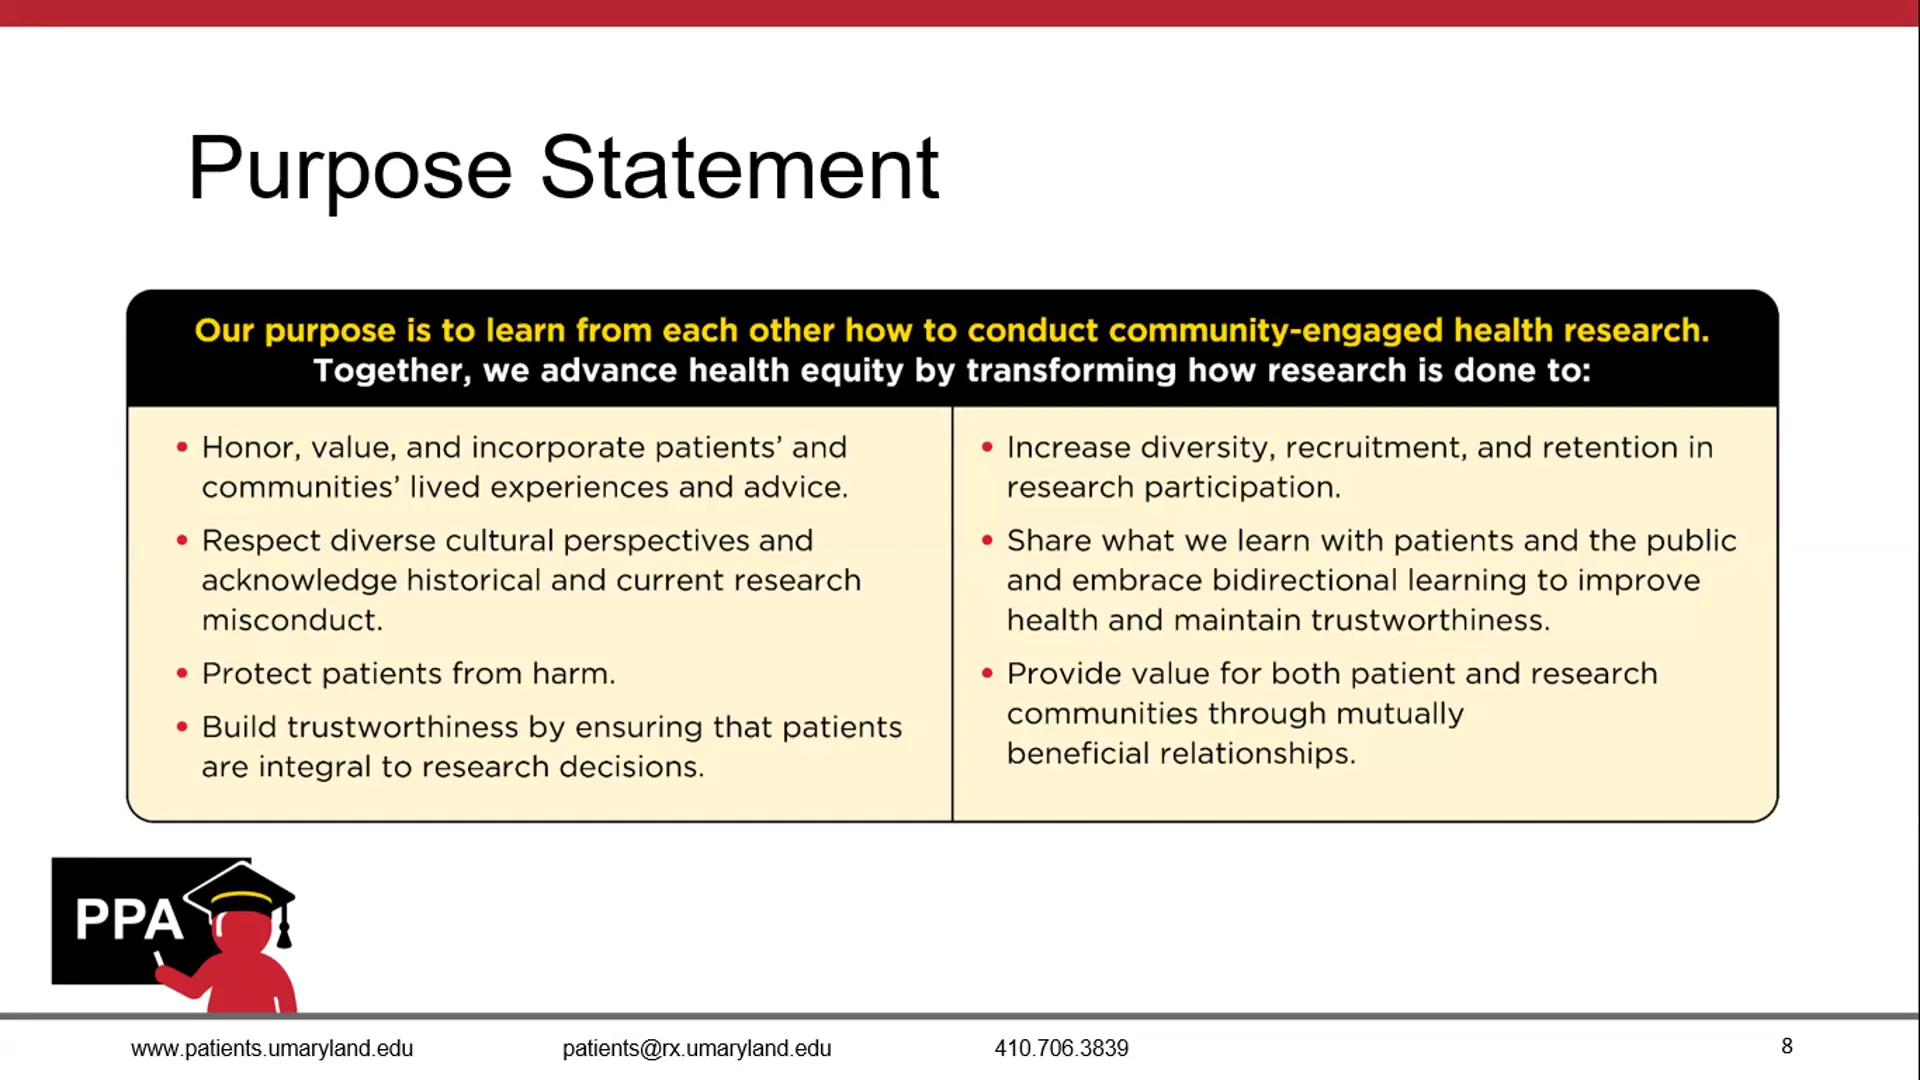 Purpose Statement
Our purpose is to learn from each other how to conduct community-engaged health research.
Together, we advance health equity by transforming how research is done to:
• Honor, value, and incorporate patients’ and
communities’ lived experiences and advice.
• Respect diverse cultural perspectives and
acknowledge historical and current research
misconduct.
• Protect patients from harm.
• Build trustworthiness by ensuring that patients
are integral to research decisions.
• Increase diversity, recruitment, and retention in
research participation.
• Share what we learn with patients and the public
and embrace bidirectional learning to improve
health and maintain trustworthiness.
• Provide value for both patient and research
communities through mutually
beneficial relationships.
PPA
www.patients.umaryland.edu patients@rx.umaryland.edu 410.706.3839 8